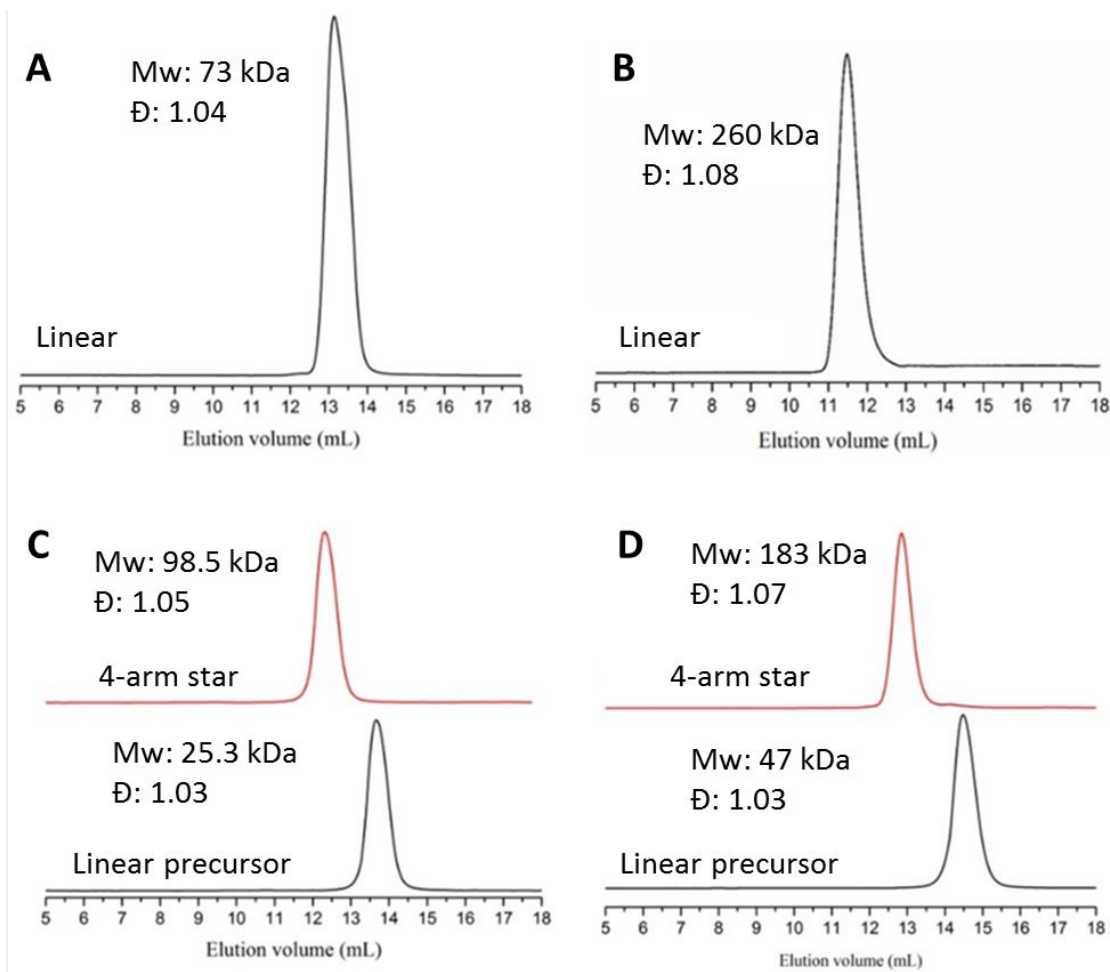 A
Mw: 73 kDa
Đ: 1.04
Linear
5 6 7 8 9 10 11 12 13 14 15 16 17 18
Elution volume (mL)
B
Mw: 260 kDa
Đ: 1.08
Linear
5 6 7 8 9 10 11 12 13 14 15 16 17 18
Elution volume (mL)
C
Mw: 98.5 kDa
Đ: 1.05
4-arm star
Mw: 25.3 kDa
Đ: 1.03
Linear precursor
5 6 7 8 9 10 11 12 13 14 15 16 17 18
Elution volume (mL)
D
Mw: 183 kDa
Đ: 1.07
4-arm star
Mw: 47 kDa
Đ: 1.03
Linear precursor
5 6 7 8 9 10 11 12 13 14 15 16 17 18
Elution volume (mL)